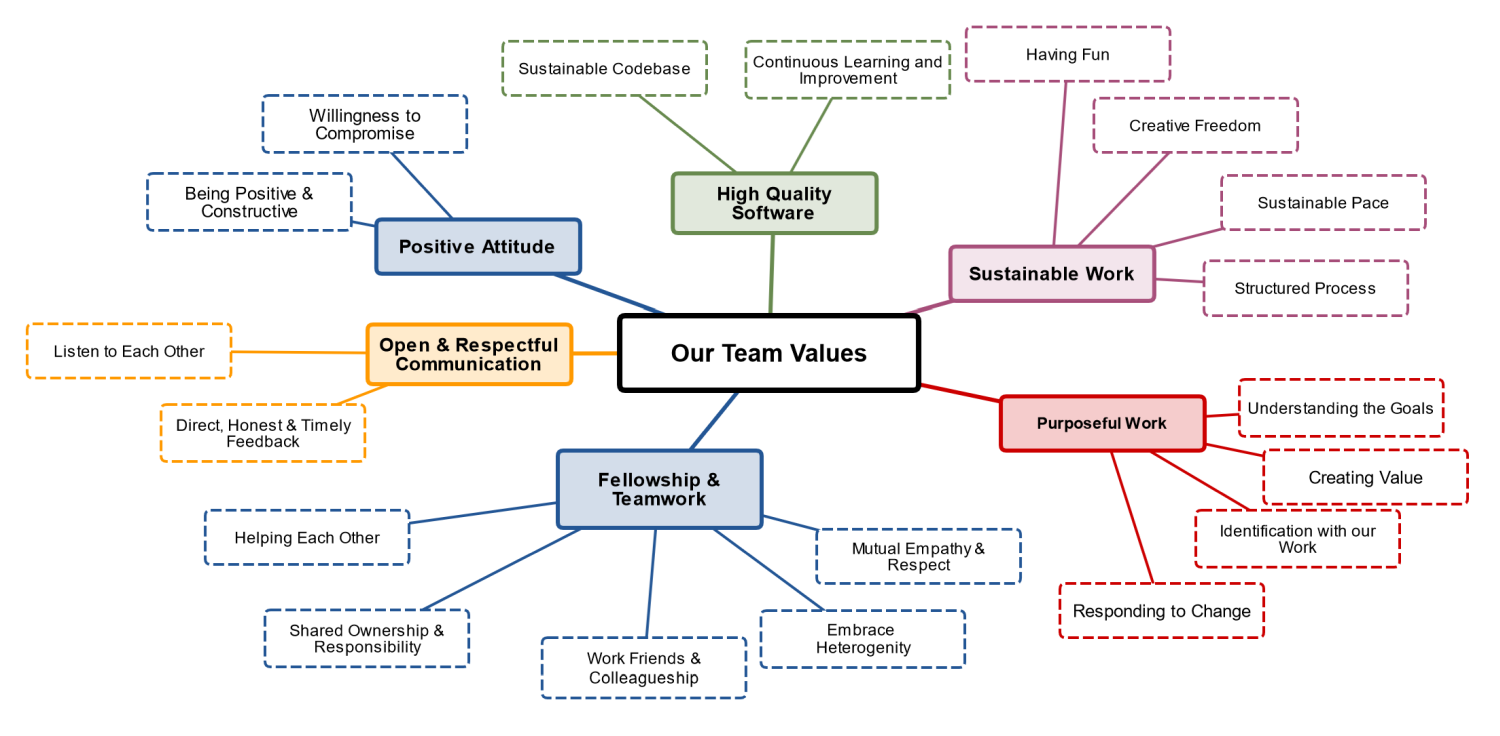 Having Fun
Sustainable Codebase
Continuous Learning and
Improvement
Willingness to
Compromise
Creative Freedom
Being Positive &
Constructive
High Quality
Software
Sustainable Pace
Positive Attitude
Sustainable Work
Structured Process
Listen to Each Other
Open & Respectful
Communication
Our Team Values
Direct, Honest & Timely
Feedback
Purposeful Work
Understanding the Goals
Creating Value
Fellowship &
Teamwork
Helping Each Other
Mutual Empathy &
Respect
Identification with our
Work
Shared Ownership &
Responsibility
Work Friends &
Colleagueship
Embrace
Heterogenity
Responding to Change